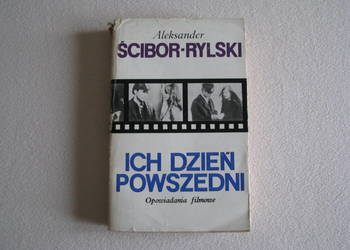 Aleksander
ŚCIBOR-RYLSKI
ICH DZIEŃ
POWSZEDNI
Opowiadania filmowe